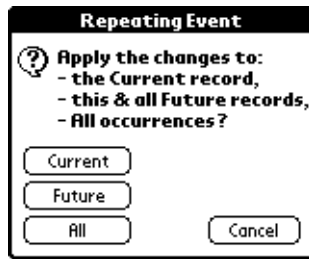 Repeating Event
Apply the changes to:
- the Current record,
- this & all Future records,
- All occurrences?
Current
Future
All
Cancel